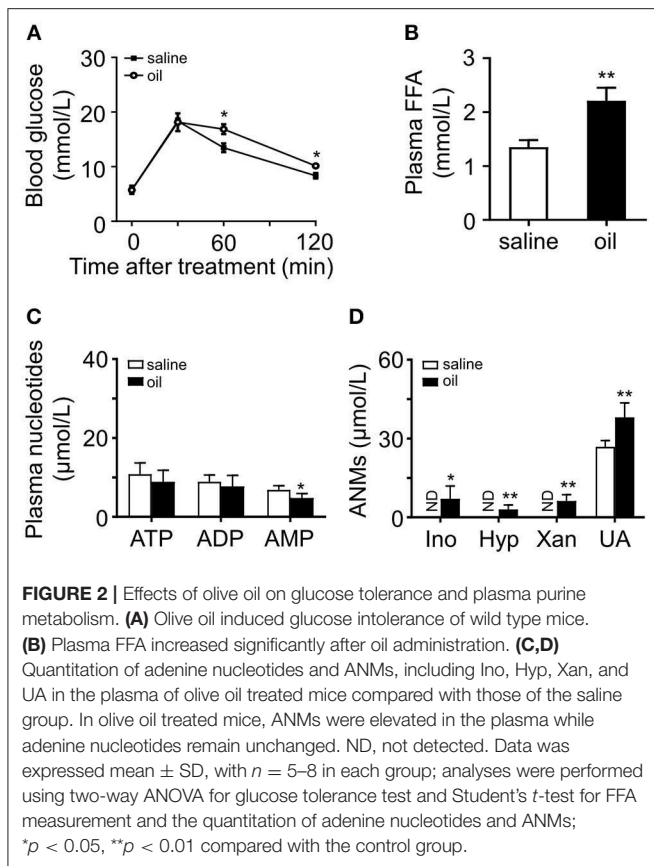 A
saline
oil
Blood glucose
(mmol/L)
30
20
10
0
*
*
0
60
120
Time after treatment (min)
B
Plasma FFA
(mmol/L)
3
2
1
0
**
saline
oil
C
saline
oil
Plasma nucleotides
(μmol/L)
40
20
0
*
ATP
ADP
AMP
D
saline
oil
ANMs (μmol/L)
60
30
0
ND
*
ND
**
ND
**
**
Ino
Hyp
Xan
UA
FIGURE 2 | Effects of olive oil on glucose tolerance and plasma purine
metabolism. (A) Olive oil induced glucose intolerance of wild type mice.
(B) Plasma FFA increased significantly after oil administration. (C,D)
Quantitation of adenine nucleotides and ANMs, including Ino, Hyp, Xan, and
UA in the plasma of olive oil treated mice compared with those of the saline
group. In olive oil treated mice, ANMs were elevated in the plasma while
adenine nucleotides remain unchanged. ND, not detected. Data was
expressed mean ± SD, with n = 5–8 in each group; analyses were performed
using two-way ANOVA for glucose tolerance test and Student's t-test for FFA
measurement and the quantitation of adenine nucleotides and ANMs;
*p < 0.05, **p < 0.01 compared with the control group.